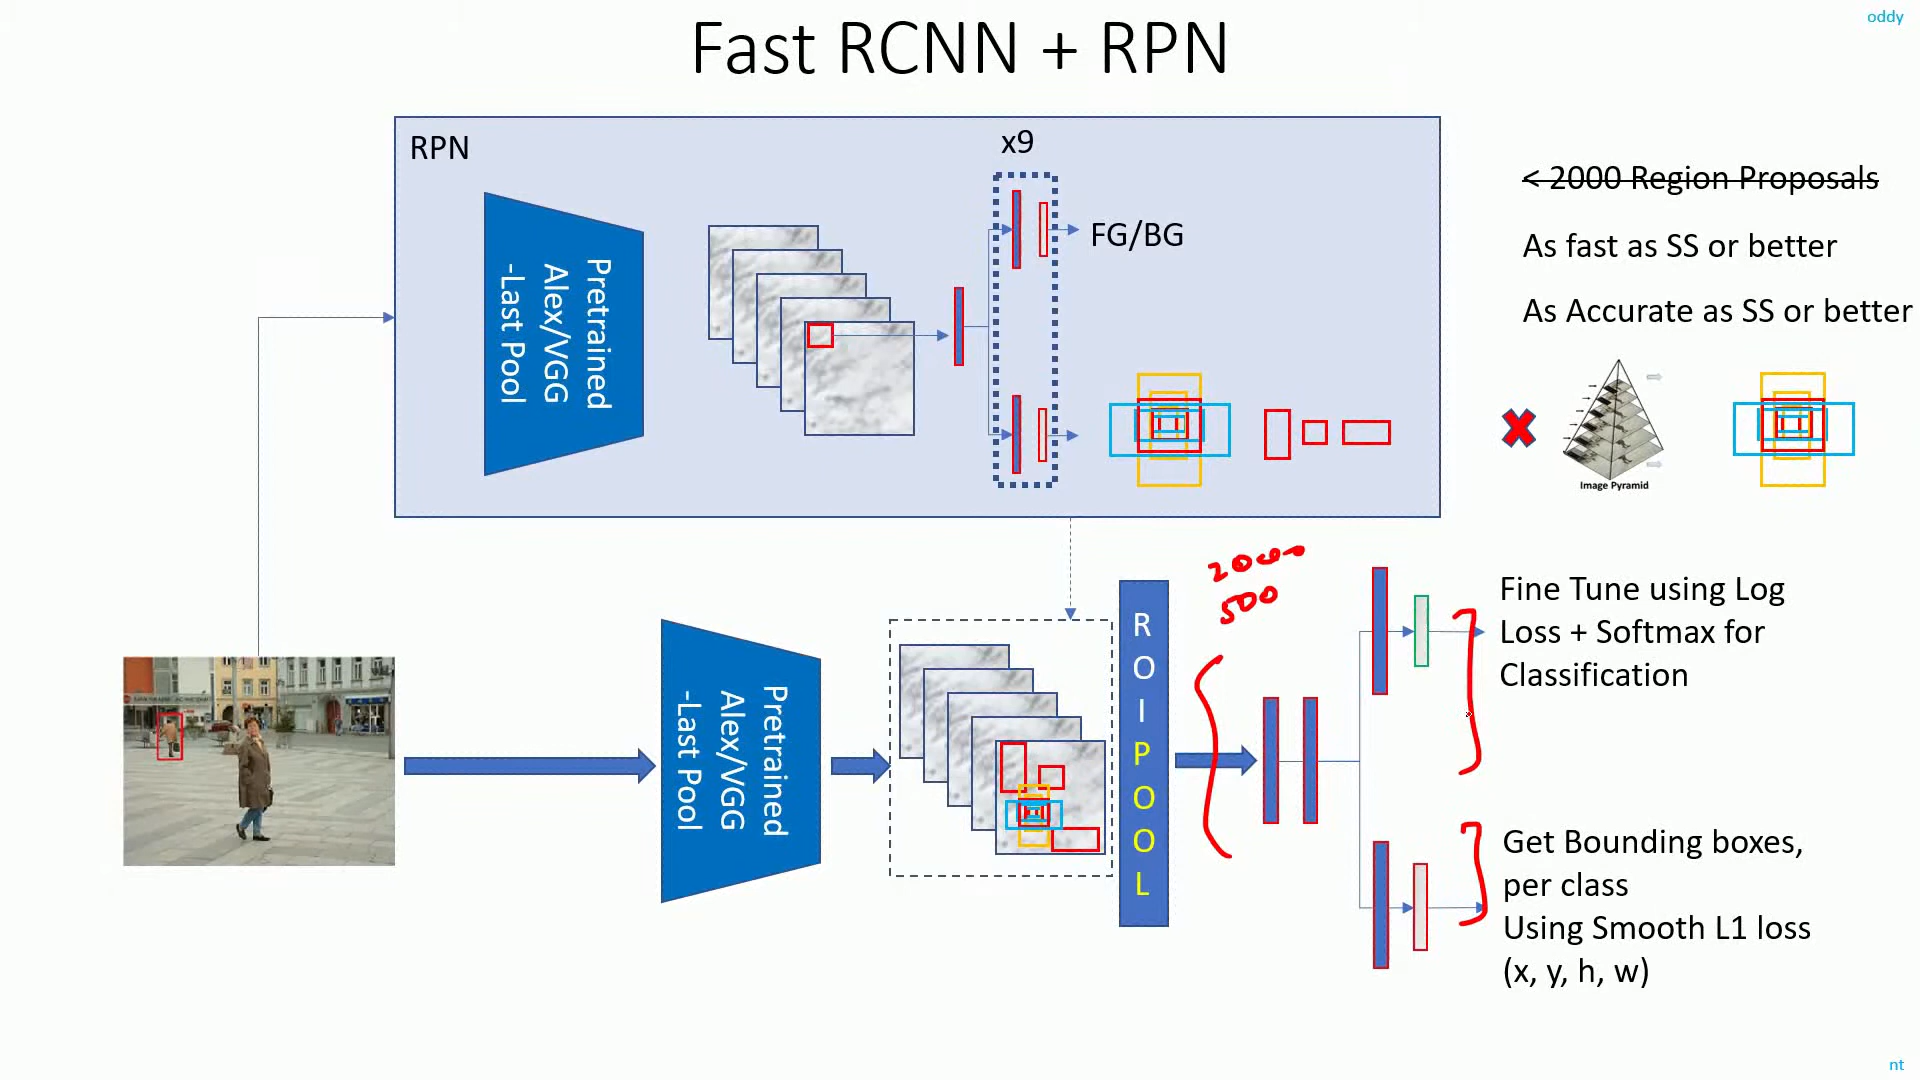 oddy
Fast RCNN + RPN
RPN
x9
Pretrained
Alex/VGG
-Last Pool
FG/BG
< 2000 Region Proposals
As fast as SS or better
As Accurate as SS or better
Image Pyramid
2000
500
Pretrained
Alex/VGG
-Last Pool
ROI POOL
Fine Tune using Log
Loss + Softmax for
Classification
Get Bounding boxes,
per class
Using Smooth L1 loss
(x, y, h, w)
nt